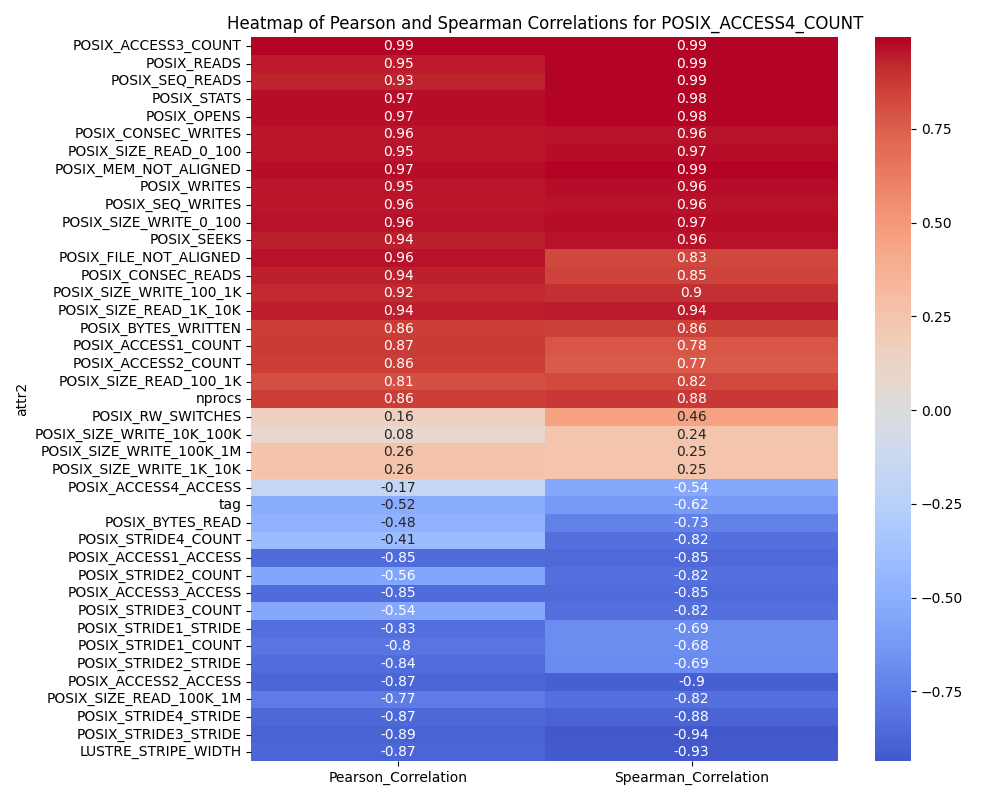 Heatmap of Pearson and Spearman Correlations for POSIX_ACCESS4_COUNT
POSIX_ACCESS3_COUNT 0.99 0.99
POSIX_READS 0.95 0.99
POSIX_SEQ_READS 0.93 0.99
POSIX_STATS 0.97 0.98
POSIX_OPENS 0.97 0.98
POSIX_CONSEC_WRITES 0.96 0.96
POSIX_SIZE_READ_0_100 0.95 0.97
POSIX_MEM_NOT_ALIGNED 0.97 0.99
POSIX_WRITES 0.95 0.96
POSIX_SEQ_WRITES 0.96 0.96
POSIX_SIZE_WRITE_0_100 0.96 0.97
POSIX_SEEKS 0.94 0.96
POSIX_FILE_NOT_ALIGNED 0.96 0.83
POSIX_CONSEC_READS 0.94 0.85
POSIX_SIZE_WRITE_100_1K 0.92 0.9
POSIX_SIZE_READ_1K_10K 0.94 0.94
POSIX_BYTES_WRITTEN 0.86 0.86
POSIX_ACCESS1_COUNT 0.87 0.78
POSIX_ACCESS2_COUNT 0.86 0.77
POSIX_SIZE_READ_100_1K 0.81 0.82
nprocs 0.86 0.88
POSIX_RW_SWITCHES 0.16 0.46
POSIX_SIZE_WRITE_10K_100K 0.08 0.24
POSIX_SIZE_WRITE_100K_1M 0.26 0.25
POSIX_SIZE_WRITE_1K_10K 0.26 0.25
POSIX_ACCESS4_ACCESS -0.17 -0.54
tag -0.52 -0.62
POSIX_BYTES_READ -0.48 -0.73
POSIX_STRIDE4_COUNT -0.41 -0.82
POSIX_ACCESS1_ACCESS -0.85 -0.85
POSIX_STRIDE2_COUNT -0.56 -0.82
POSIX_ACCESS3_ACCESS -0.85 -0.85
POSIX_STRIDE3_COUNT -0.54 -0.82
POSIX_STRIDE1_STRIDE -0.83 -0.69
POSIX_STRIDE1_COUNT -0.8 -0.68
POSIX_STRIDE2_STRIDE -0.84 -0.69
POSIX_ACCESS2_ACCESS -0.87 -0.9
POSIX_SIZE_READ_100K_1M -0.77 -0.82
POSIX_STRIDE4_STRIDE -0.87 -0.88
POSIX_STRIDE3_STRIDE -0.89 -0.94
LUSTRE_STRIPE_WIDTH -0.87 -0.93
attr2
Pearson_Correlation Spearman_Correlation
0.75
0.50
0.25
0.00
−0.25
−0.50
−0.75